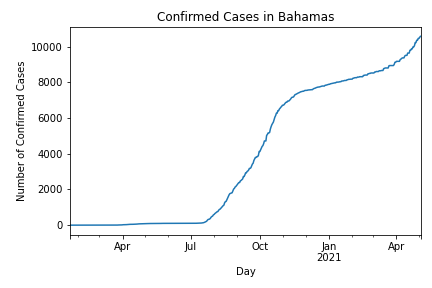 Confirmed Cases in Bahamas
Number of Confirmed Cases
10000
8000
6000
4000
2000
0
Apr Jul Oct Jan Apr
2021
Day